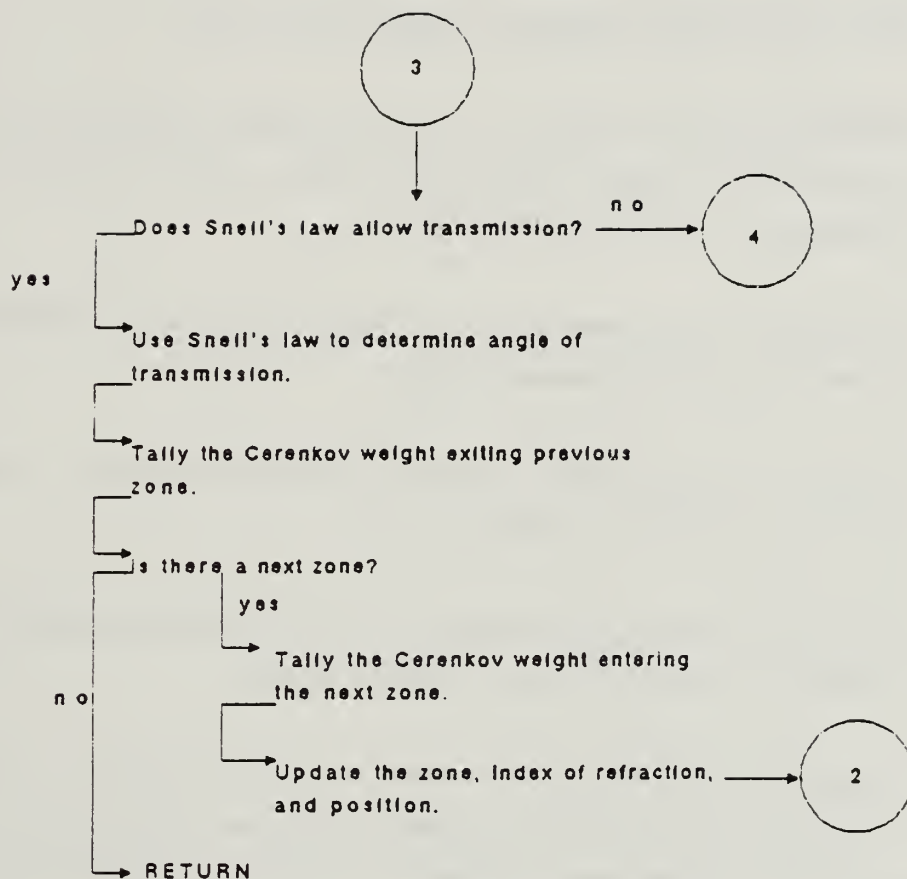 3
no
Does Snell's law allow transmission?
4
yes
Use Snell's law to determine angle of
transmission.
Tally the Cerenkov weight exiting previous
zone.
Is there a next zone?
yes
Tally the Cerenkov weight entering
the next zone.
no
2
Update the zone, index of refraction,
and position.
RETURN